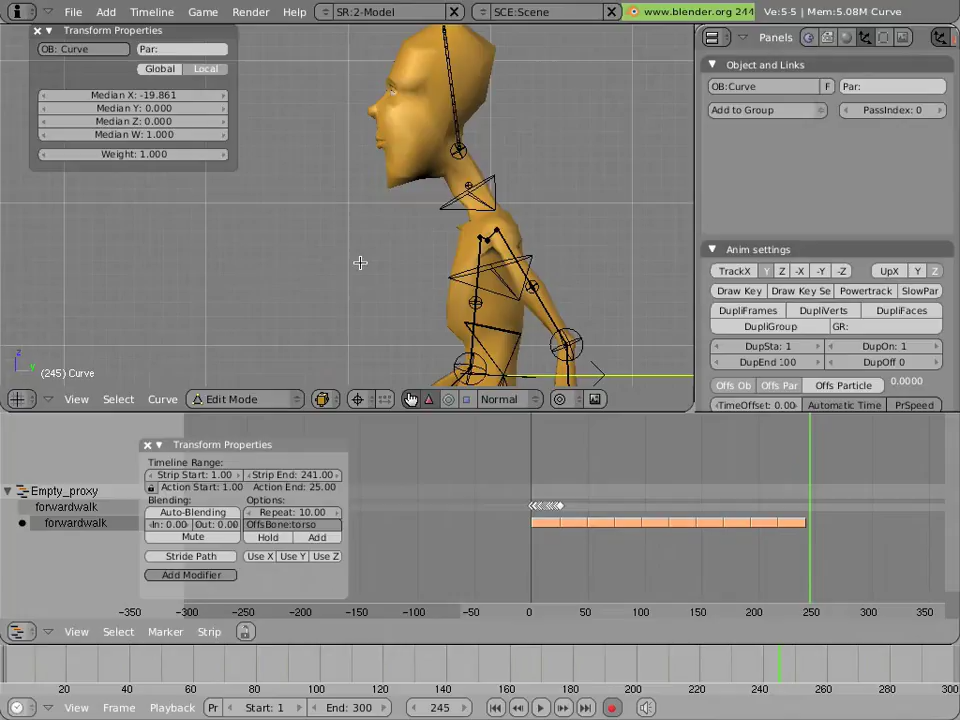 File Add Timeline Game Render Help SR:2-Model SCE:Scene www.blender.org 244 Ve:5-5 | Mem:5.08M Curve
Transform Properties
OB: Curve Par:
Global Local
Median X: -19.861
Median Y: 0.000
Median Z: 0.000
Median W: 1.000
Weight: 1.000
z
y
(245) Curve
View Select Curve Edit Mode Normal
Panels
Object and Links
OB:Curve F Par:
Add to Group PassIndex: 0
Anim settings
TrackX Y Z -X -Y -Z UpX Y Z
Draw Key Draw Key Se Powertrack SlowPar
DupliFrames DupliVerts DupliFaces
DupliGroup GR:
DupSta: 1 DupOn: 1
DupEnd 100 DupOff 0
Offs Ob Offs Par Offs Particle 0.0000
TimeOffset: 0.00 Automatic Time PrSpeed
Empty_proxy
forwardwalk
forwardwalk
Transform Properties
Timeline Range:
Strip Start: 1.00 Strip End: 241.00
Action Start: 1.00 Action End: 25.00
Blending: Options:
Auto-Blending Repeat: 10.00
In: 0.00 Out: 0.00 OffsBone:torso
Mute Hold Add
Stride Path Use X Use Y Use Z
Add Modifier
-350 -300 -250 -200 -150 -100 -50 0 50 100 150 200 250 300 350
View Select Marker Strip
20 40 60 80 100 120 140 160 180 200 220 240 260 280 300
View Frame Playback Pr Start: 1 End: 300 245